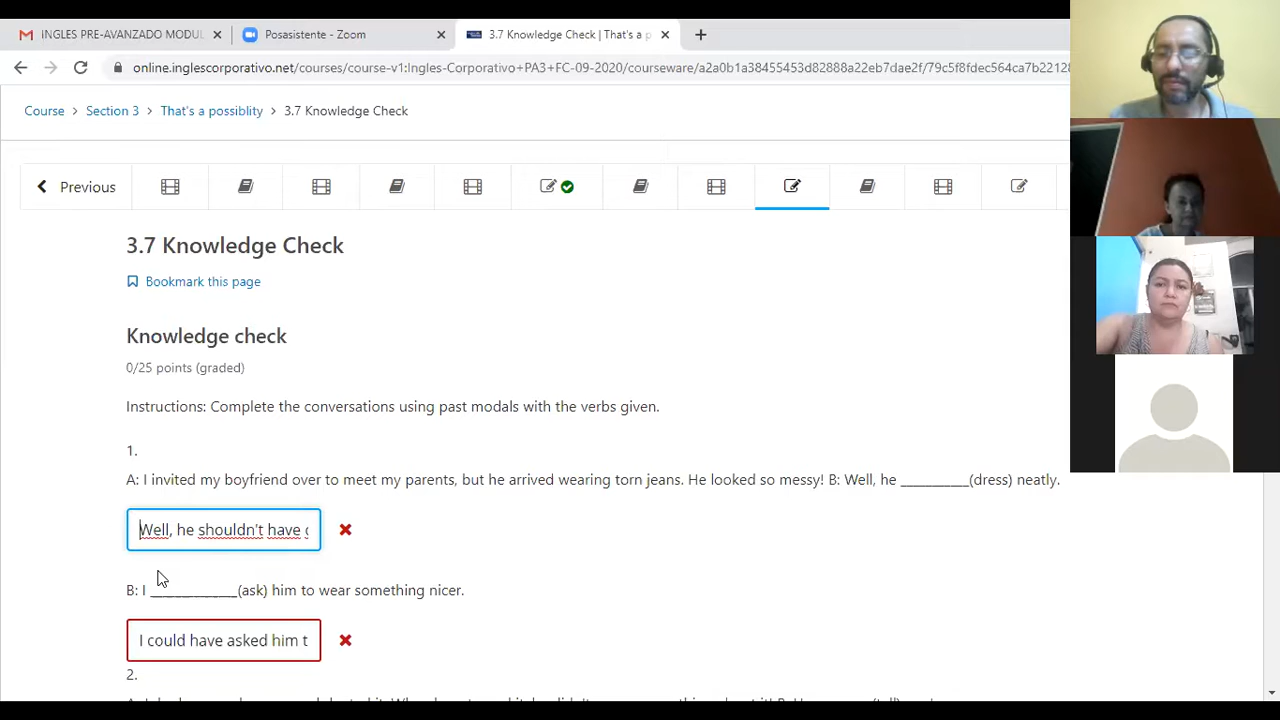 INGLES PRE-AVANZADO MODUL
Posasistente - Zoom
3.7 Knowledge Check | That's a p
online.inglescorporativo.net/courses/course-v1:Ingles-Corporativo+PA3+FC-09-2020/courseware/a2a0b1a38455453d82888a22eb7dae2f/79c5f8fdec564ca7b22128
Course > Section 3 > That's a possiblity > 3.7 Knowledge Check
Previous
3.7 Knowledge Check
Bookmark this page
Knowledge check
0/25 points (graded)
Instructions: Complete the conversations using past modals with the verbs given.
1.
A: I invited my boyfriend over to meet my parents, but he arrived wearing torn jeans. He looked so messy! B: Well, he __________(dress) neatly.
Well, he shouldn't have
B: I _____________(ask) him to wear something nicer.
I could have asked him t
2.